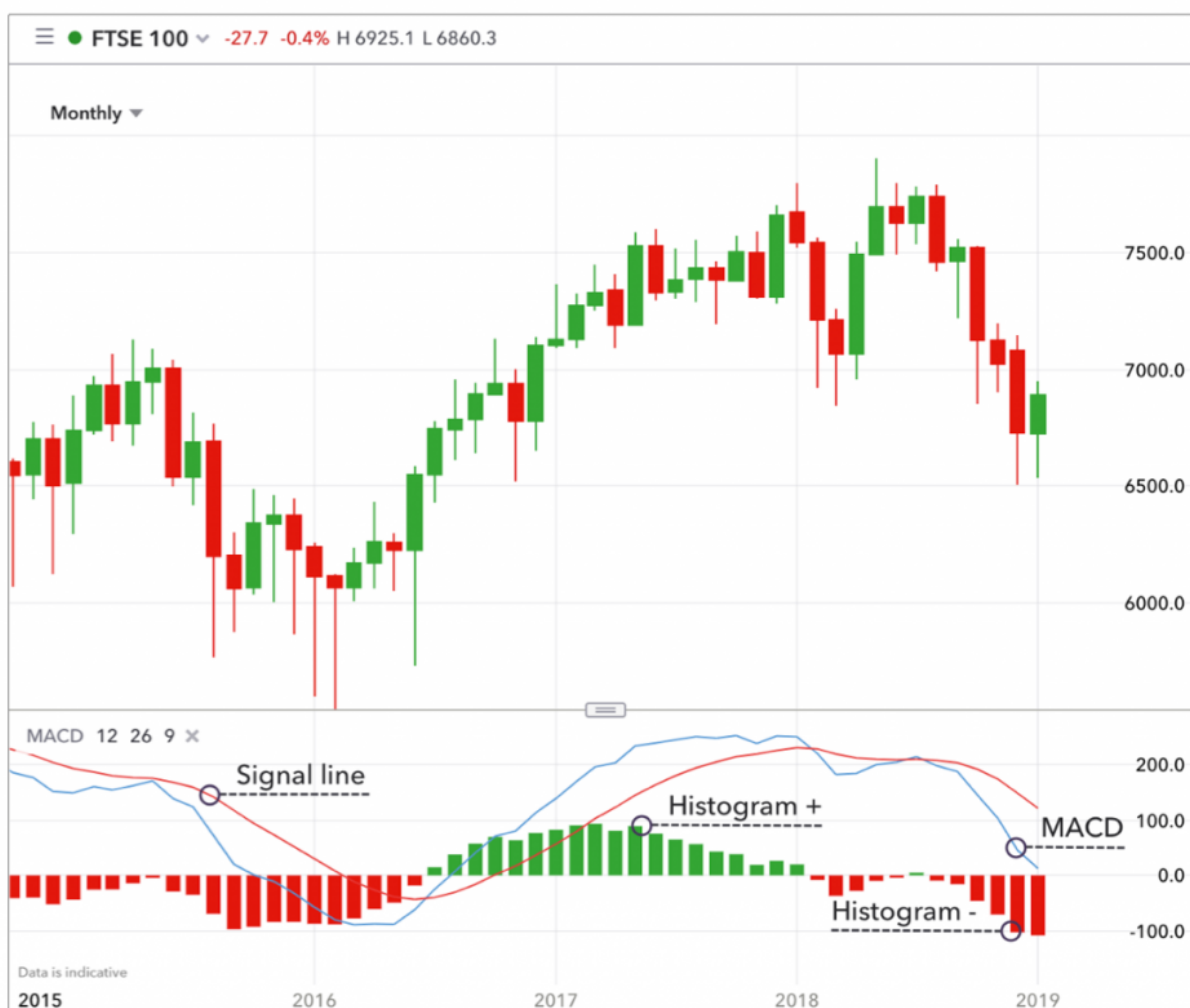 FTSE 100 -27.7 -0.4% H 6925.1 L 6860.3
Monthly
7500.0
7000.0
6500.0
6000.0
MACD 12 26 9
200.0
Signal line
Histogram +
100.0
MACD
0.0
Histogram -
-100.0
Data is indicative
2015 2016 2017 2018 2019